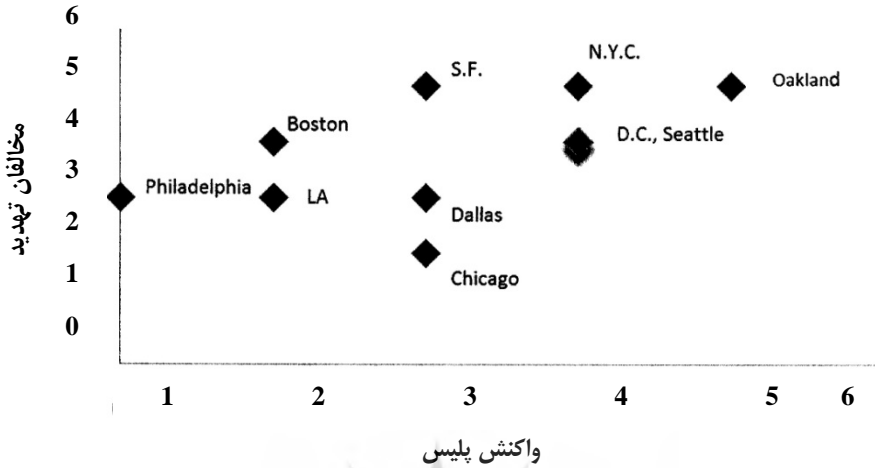 6
5
4
3
2
1
0
مخالفان تهدید
N.Y.C.
S.F.
Oakland
Boston
D.C., Seattle
Philadelphia
LA
Dallas
Chicago
1 2 3 4 5 6
واکنش پلیس